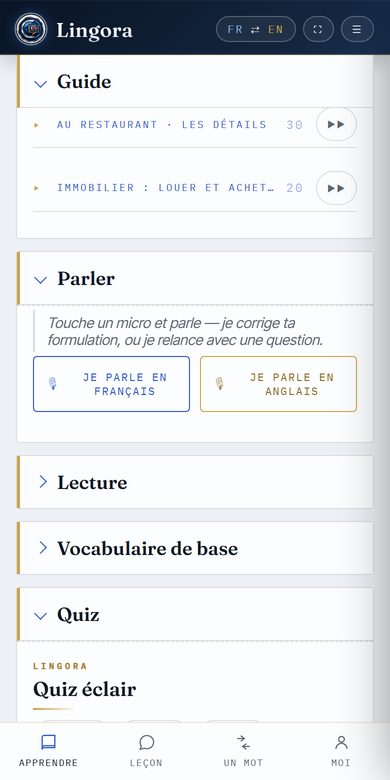 Lingora
FR ⇄ EN
Guide
AU RESTAURANT · LES DÉTAILS 30
IMMOBILIER : LOUER ET ACHET… 20
Parler
Touche un micro et parle — je corrige ta
formulation, ou je relance avec une question.
JE PARLE EN
FRANÇAIS
JE PARLE EN
ANGLAIS
Lecture
Vocabulaire de base
Quiz
LINGORA
Quiz éclair
APPRENDRE
LEÇON
UN MOT
MOI